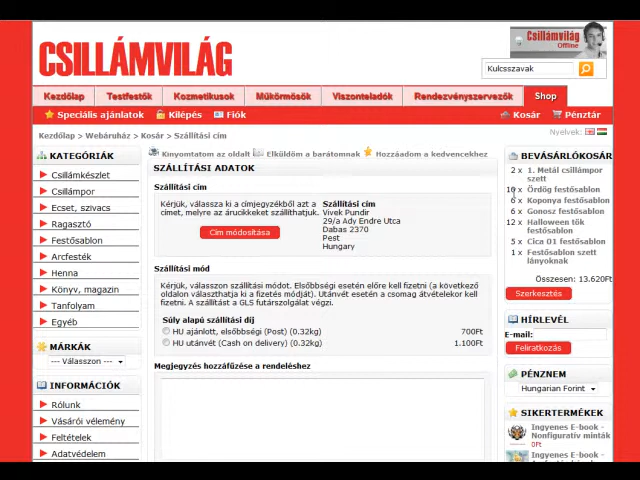 CSILLÁMVILÁG
Csillámvilág
Offline
Kulcsszavak
Kezdőlap
Testfestők
Kozmetikusok
Műkörmösök
Viszonteladók
Rendezvényszervezők
Shop
Speciális ajánlatok
Kilépés
Fiók
Kosár
Pénztár
Kezdőlap > Webáruház > Kosár > Szállítási cím
Nyelvek:
KATEGÓRIÁK
Csillámkészlet
Csillámpor
Ecset, szivacs
Ragasztó
Festősablon
Arcfesték
Henna
Könyv, magazin
Tanfolyam
Egyéb
MÁRKÁK
--- Válasszon ---
INFORMÁCIÓK
Rólunk
Vásárói vélemény
Feltételek
Adatvédelem
Kinyomtatom az oldalt
Elküldöm a barátomnak
Hozzáadom a kedvencekhez
SZÁLLÍTÁSI ADATOK
Szállítási cím
Kérjük, válassza ki a címjegyzékből azt a
címet, melyre az árucikkeket szállíthatjuk.
Cím módosítása
Szállítási cím
Vivek Pundir
29/a Ady Endre Utca
Dabas 2370
Pest
Hungary
Szállítási mód
Kérjük, válasszon szállítási módot. Elsőbbségi esetén előre kell fizetni (a következő
oldalon választhatja ki a fizetés módját). Utánvét esetén a csomag átvételekor kell
fizetni. A szállítást a GLS futárszolgálat végzi.
Súly alapú szállítási díj
HU ajánlott, elsőbbségi (Post) (0.32kg)
700Ft
HU utánvét (Cash on delivery) (0.32kg)
1.100Ft
Megjegyzés hozzáfűzése a rendeléshez
BEVÁSÁRLÓKOSÁR
2 x 1. Metál csillámpor
szett
10 x Ördög festősablon
6 x Koponya festősablon
6 x Gonosz festősablon
12 x Halloween tök
festősablon
5 x Cica 01 festősablon
1 x Festősablon szett
lányoknak
Összesen: 13.620Ft
Szerkesztés
HÍRLEVÉL
E-mail:
Feliratkozás
PÉNZNEM
Hungarian Forint
SIKERTERMÉKEK
Ingyenes E-book -
Nonfiguratív minták
0Ft
Ingyenes E-book -